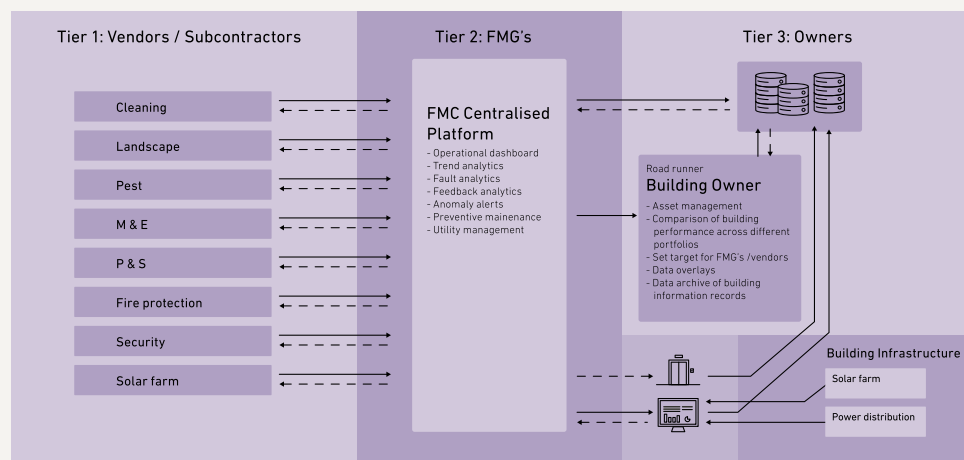 Tier 1: Vendors / Subcontractors
Cleaning
Landscape
Pest
M & E
P & S
Fire protection
Security
Solar farm
Tier 2: FMG's
FMC Centralised
Platform
- Operational dashboard
- Trend analytics
- Fault analytics
- Feedback analytics
- Anomaly alerts
- Preventive mainenance
- Utility management
Tier 3: Owners
Road runner
Building Owner
- Asset management
- Comparison of building
performance across different
portfolios
- Set target for FMG's /vendors
- Data overlays
- Data archive of building
information records
Building Infrastructure
Solar farm
Power distribution